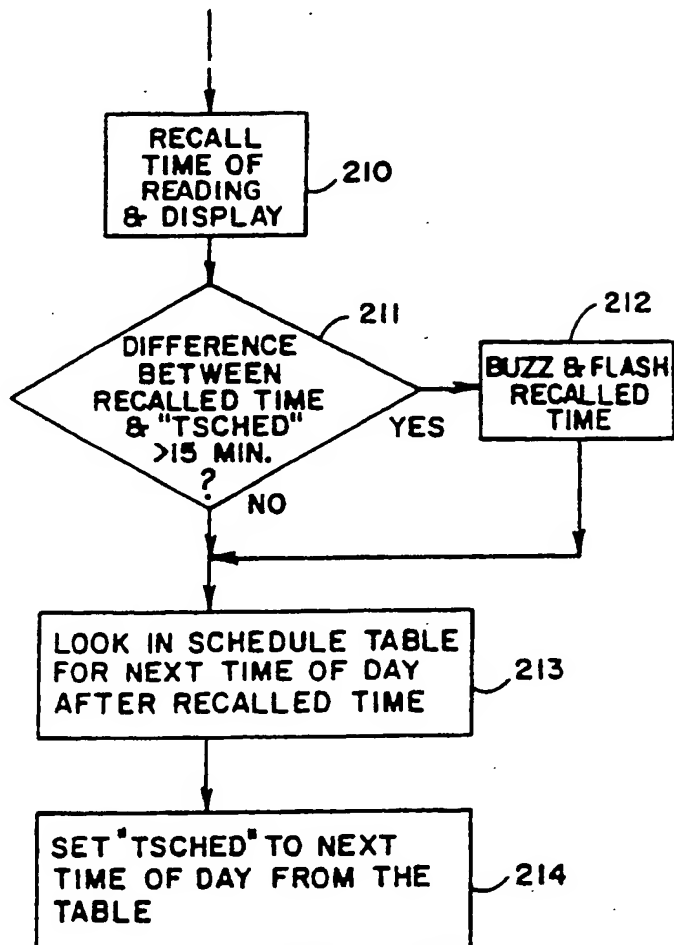 RECALL
TIME OF
READING
& DISPLAY
210
211
DIFFERENCE
BETWEEN
RECALLED TIME
& "TSCHED"
>15 MIN.
?
YES
NO
212
BUZZ & FLASH
RECALLED
TIME
LOOK IN SCHEDULE TABLE
FOR NEXT TIME OF DAY
AFTER RECALLED TIME
213
SET "TSCHED" TO NEXT
TIME OF DAY FROM THE
TABLE
214